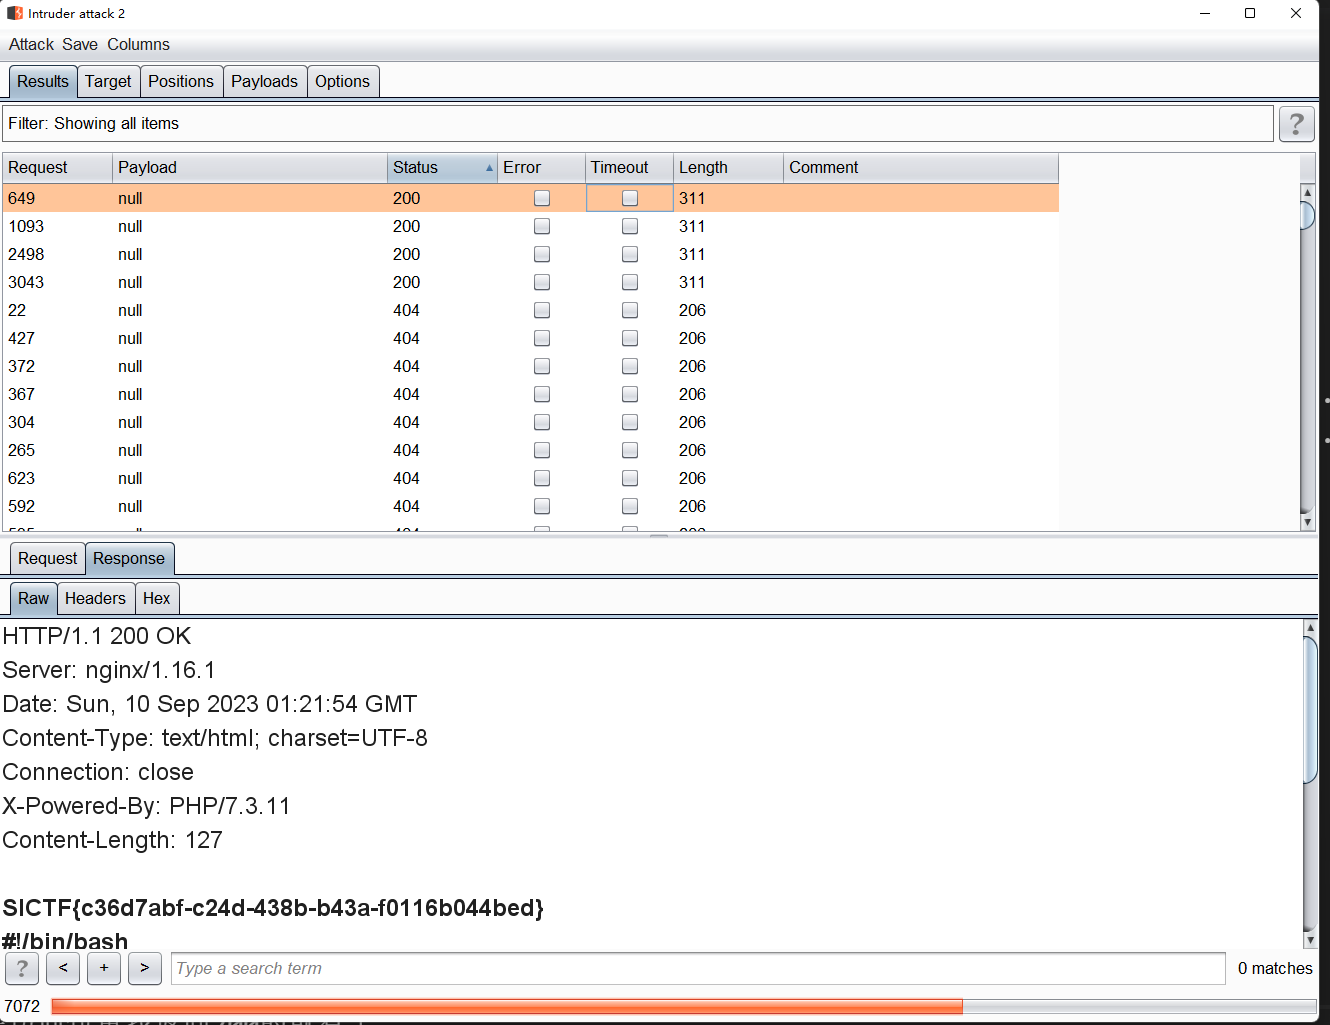 Intruder attack 2
Attack Save Columns
Results Target Positions Payloads Options
Filter: Showing all items
?
Request Payload Status Error Timeout Length Comment
649 null 200 311
1093 null 200 311
2498 null 200 311
3043 null 200 311
22 null 404 206
427 null 404 206
372 null 404 206
367 null 404 206
304 null 404 206
265 null 404 206
623 null 404 206
592 null 404 206
Request Response
Raw Headers Hex
HTTP/1.1 200 OK
Server: nginx/1.16.1
Date: Sun, 10 Sep 2023 01:21:54 GMT
Content-Type: text/html; charset=UTF-8
Connection: close
X-Powered-By: PHP/7.3.11
Content-Length: 127
SICTF{c36d7abf-c24d-438b-b43a-f0116b044bed}
#!/bin/bash
? < + > Type a search term 0 matches
7072